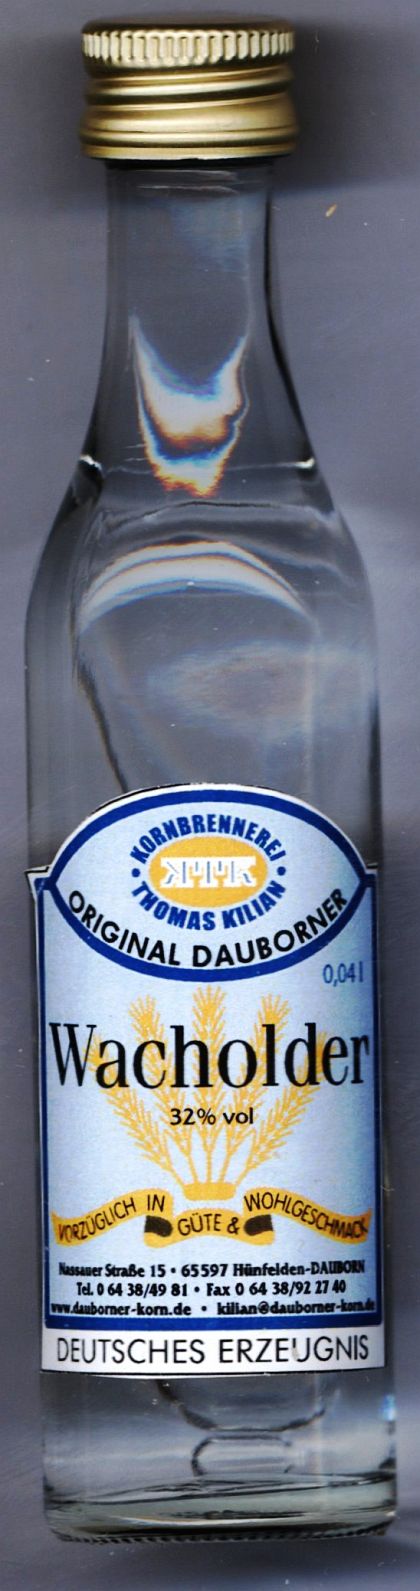 KORNBRENNEREI
KTK
THOMAS KILIAN
ORIGINAL DAUBORNER
0,04 l
Wacholder
32% vol
VORZÜGLICH IN GÜTE & WOHLGESCHMACK
Nassauer Straße 15 • 65597 Hünfelden-DAUBORN
Tel. 0 64 38/49 81 • Fax 0 64 38/92 27 40
www.dauborner-korn.de • kilian@dauborner-korn.de
DEUTSCHES ERZEUGNIS